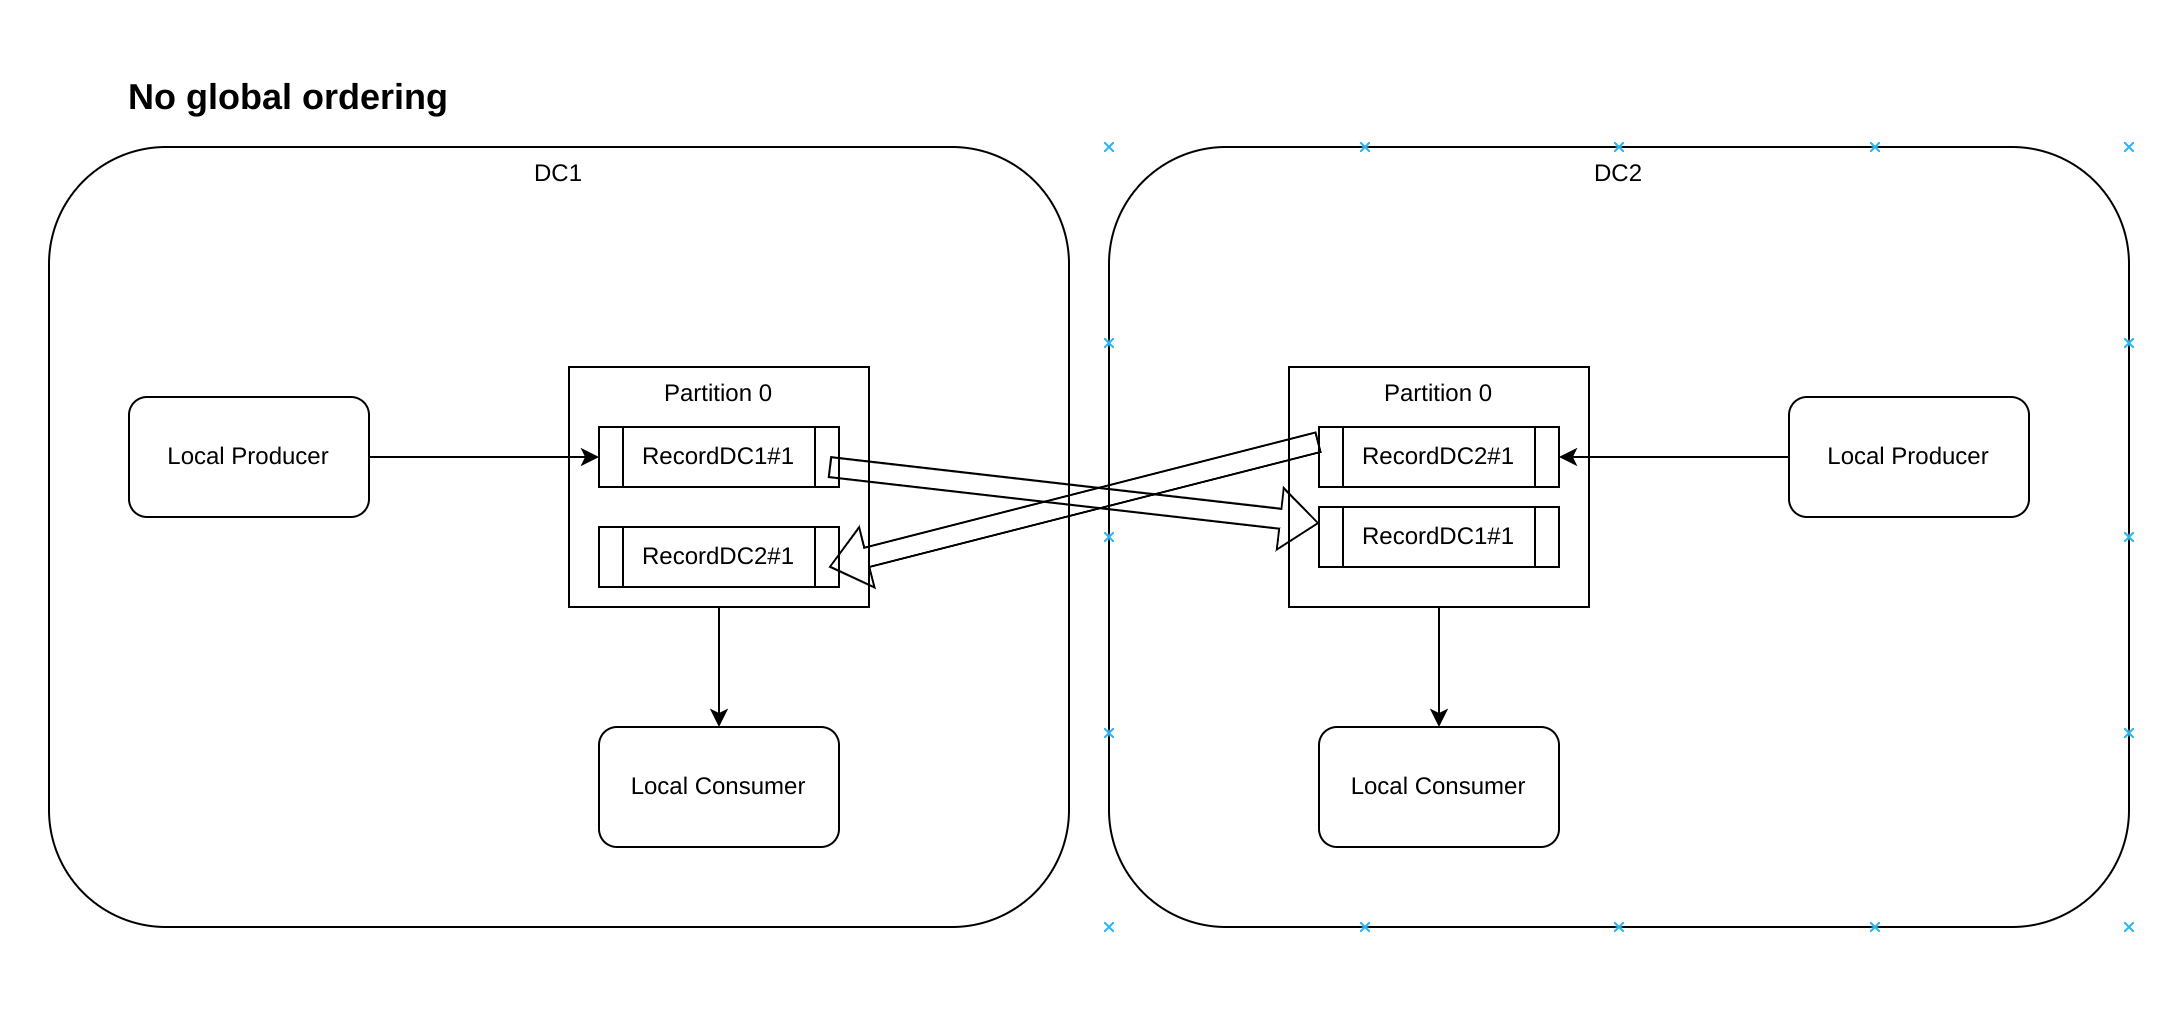 No global ordering
DC1
DC2
Partition 0
Partition 0
Local Producer
RecordDC1#1
RecordDC2#1
Local Producer
RecordDC2#1
RecordDC1#1
Local Consumer
Local Consumer